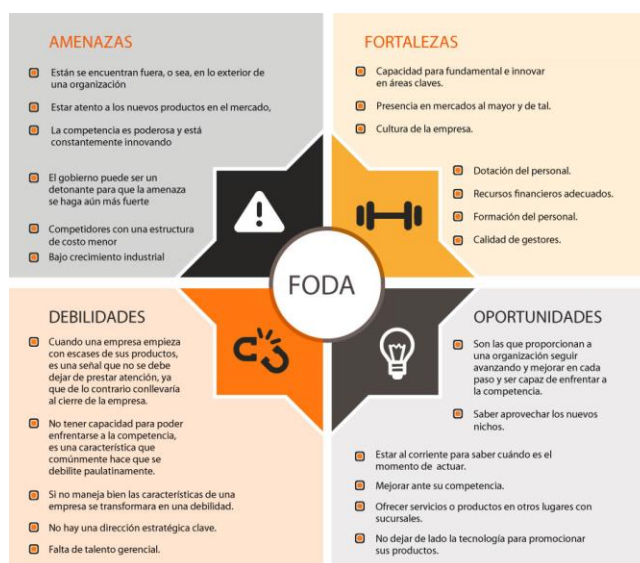 AMENAZAS
Están se encuentran fuera, o sea, en lo exterior de
una organización
Estar atento a los nuevos productos en el mercado,
La competencia es poderosa y está
constantemente innovando
El gobierno puede ser un
detonante para que la amenaza
se haga aún más fuerte
Competidores con una estructura
de costo menor
Bajo crecimiento industrial
FORTALEZAS
Capacidad para fundamental e innovar
en áreas claves.
Presencia en mercados al mayor y de tal.
Cultura de la empresa.
Dotación del personal.
Recursos financieros adecuados.
Formación del personal.
Calidad de gestores.
FODA
DEBILIDADES
Cuando una empresa empieza
con escases de sus productos,
es una señal que no se debe
dejar de prestar atención, ya
que de lo contrario conllevaría
al cierre de la empresa.
No tener capacidad para poder
enfrentarse a la competencia,
es una característica que
comúnmente hace que se
debilite paulatinamente.
Si no maneja bien las características de una
empresa se transformara en una debilidad.
No hay una dirección estratégica clave.
Falta de talento gerencial.
OPORTUNIDADES
Son las que proporcionan a
una organización seguir
avanzando y mejorar en cada
paso y ser capaz de enfrentar a
la competencia.
Saber aprovechar los nuevos
nichos.
Estar al corriente para saber cuándo es el
momento de actuar.
Mejorar ante su competencia.
Ofrecer servicios o productos en otros lugares con
sucursales.
No dejar de lado la tecnología para promocionar
sus productos.